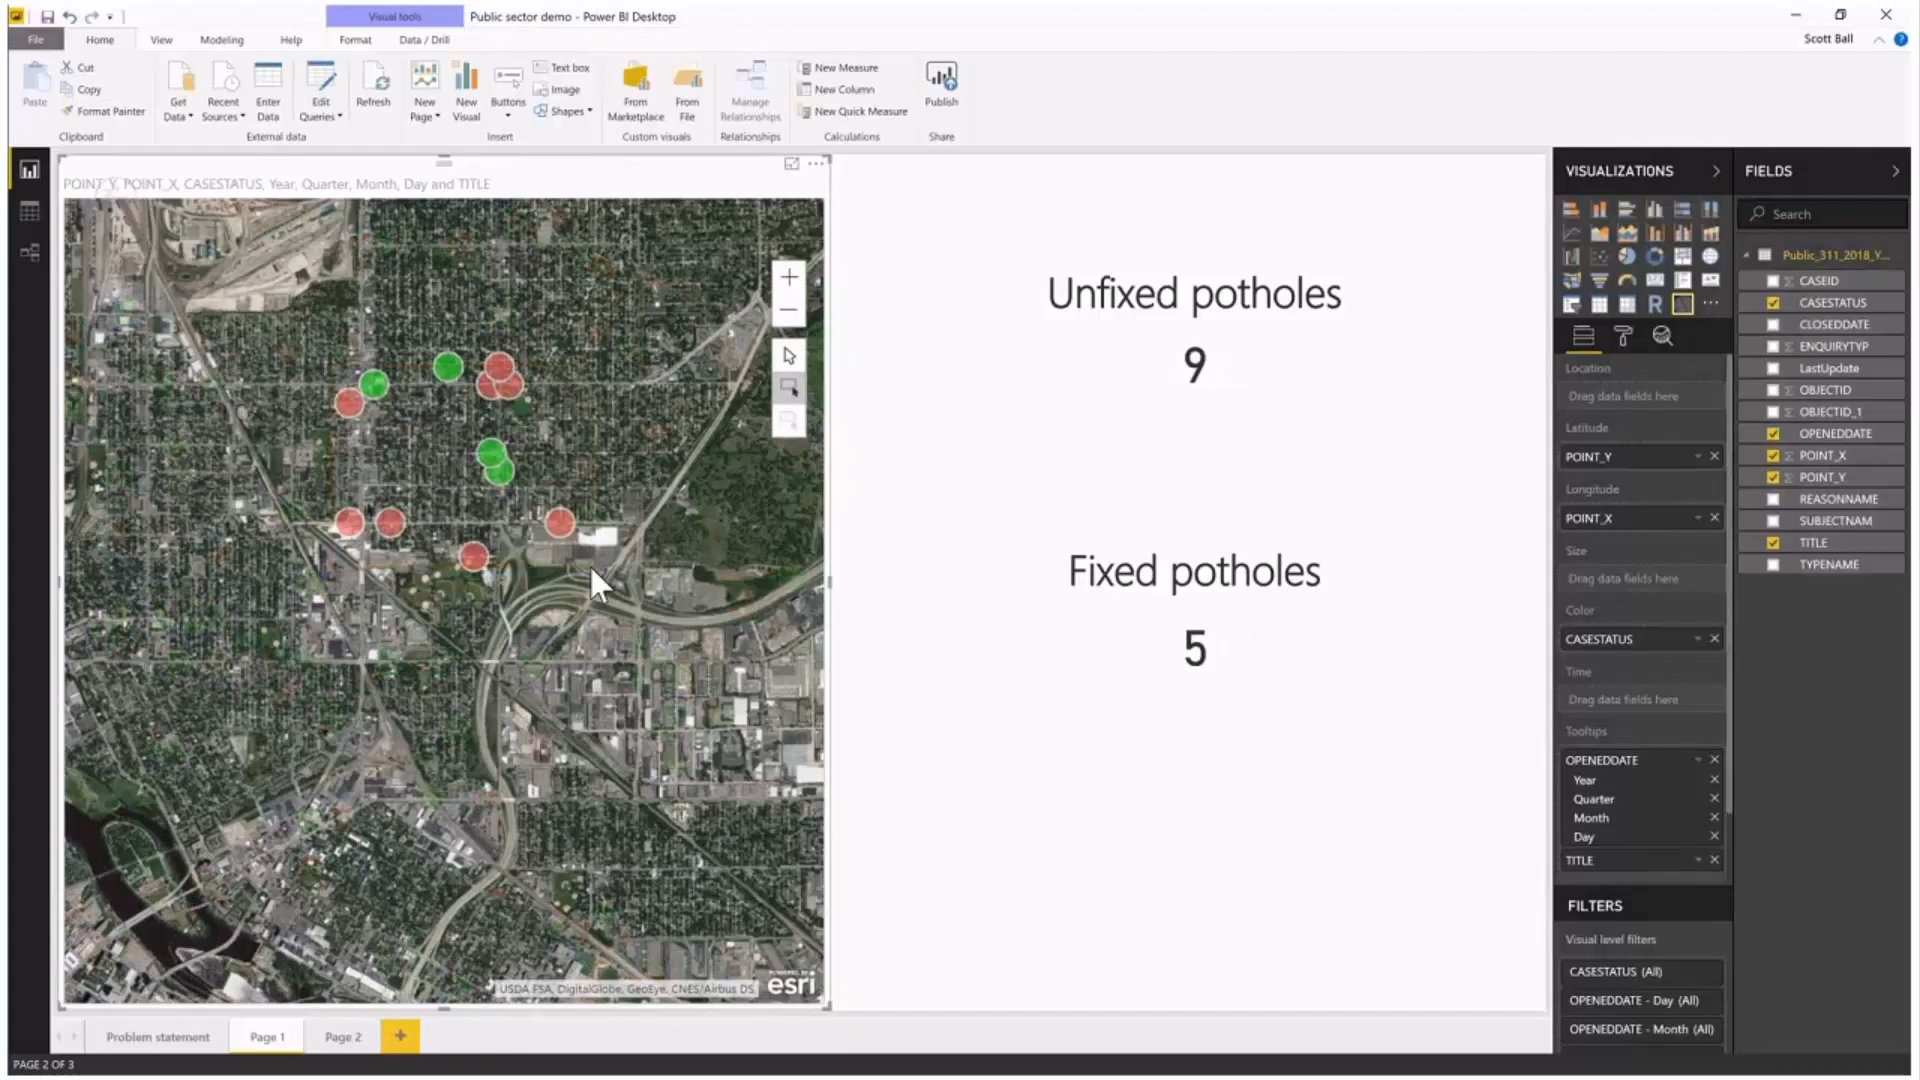 Visual tools
Public sector demo - Power BI Desktop
File
Home
View
Modeling
Help
Format
Data / Drill
Scott Ball
?
Paste
Cut
Copy
Format Painter
Clipboard
Get Data
Recent Sources
Enter Data
Edit Queries
External data
Refresh
New Page
New Visual
Buttons
Text box
Image
Shapes
Insert
From Marketplace
From File
Custom visuals
Manage Relationships
Relationships
New Measure
New Column
New Quick Measure
Calculations
Publish
Share
POINT_Y, POINT_X, CASESTATUS, Year, Quarter, Month, Day and TITLE
USDA FSA, DigitalGlobe, GeoEye, CNES/Airbus DS
POWERED BY
esri
Unfixed potholes
9
Fixed potholes
5
VISUALIZATIONS
R
Location
Drag data fields here
Latitude
POINT_Y
Longitude
POINT_X
Size
Drag data fields here
Color
CASESTATUS
Time
Drag data fields here
Tooltips
OPENEDDATE
Year
Quarter
Month
Day
TITLE
FILTERS
Visual level filters
CASESTATUS (All)
OPENEDDATE - Day (All)
OPENEDDATE - Month (All)
FIELDS
Search
Public_311_2018_Y...
CASEID
CASESTATUS
CLOSEDDATE
ENQUIRYTYP
LastUpdate
OBJECTID
OBJECTID_1
OPENEDDATE
POINT_X
POINT_Y
REASONNAME
SUBJECTNAM
TITLE
TYPENAME
Problem statement
Page 1
Page 2
PAGE 2 OF 3